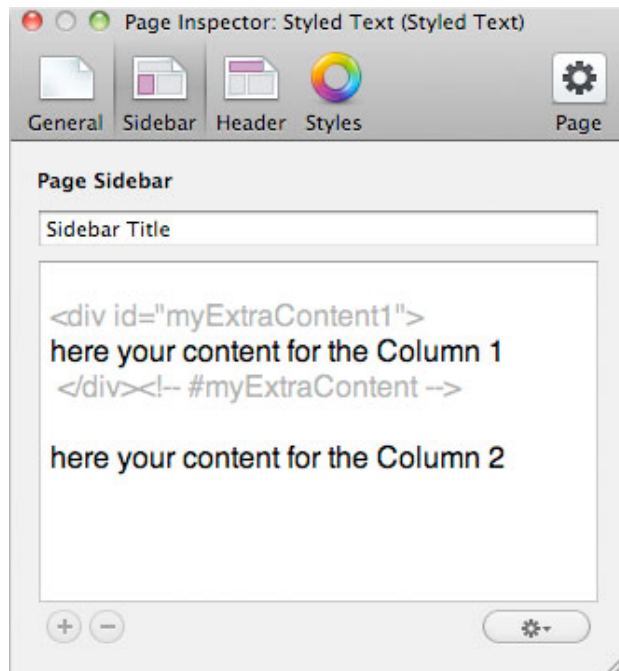 Page Inspector: Styled Text (Styled Text)
General Sidebar Header Styles Page
Page Sidebar
Sidebar Title
<div id="myExtraContent1">
here your content for the Column 1
</div><!-- #myExtraContent -->
here your content for the Column 2